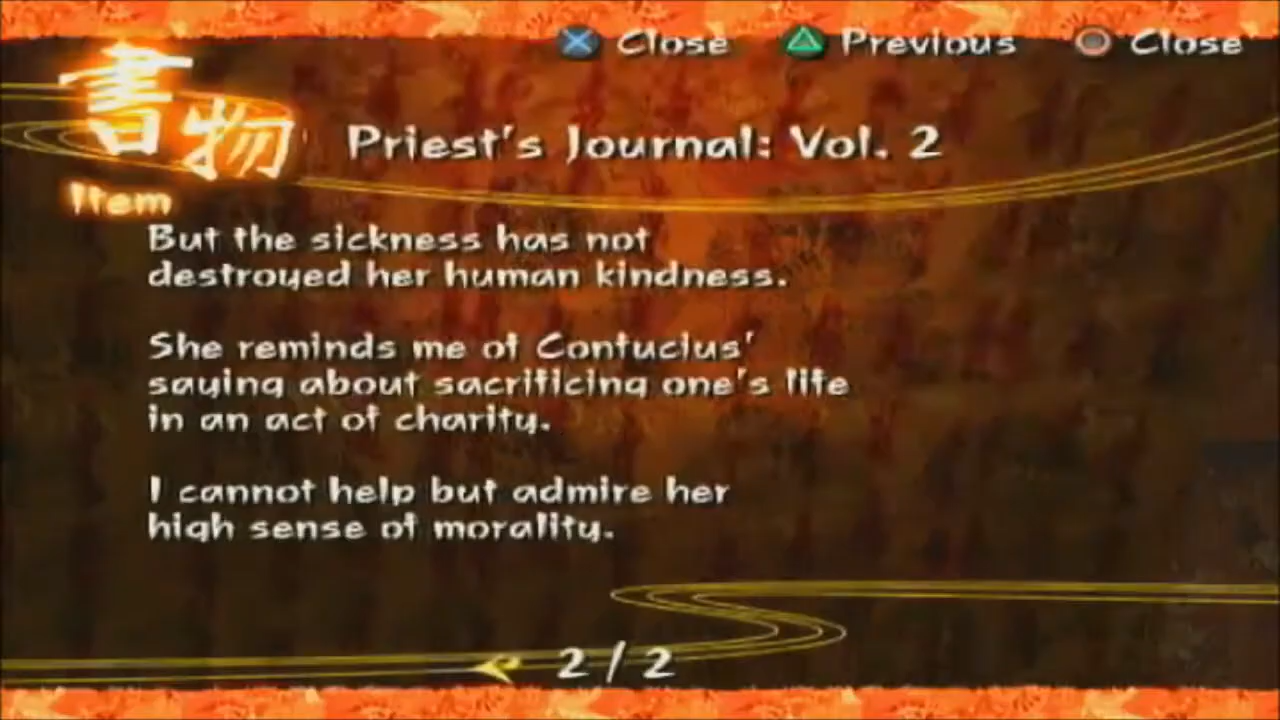 Close Previous Close
書物
Item
Priest's Journal: Vol. 2
But the sickness has not
destroyed her human kindness.
She reminds me of Confucius'
saying about sacrificing one's life
in an act of charity.
I cannot help but admire her
high sense of morality.
2/2